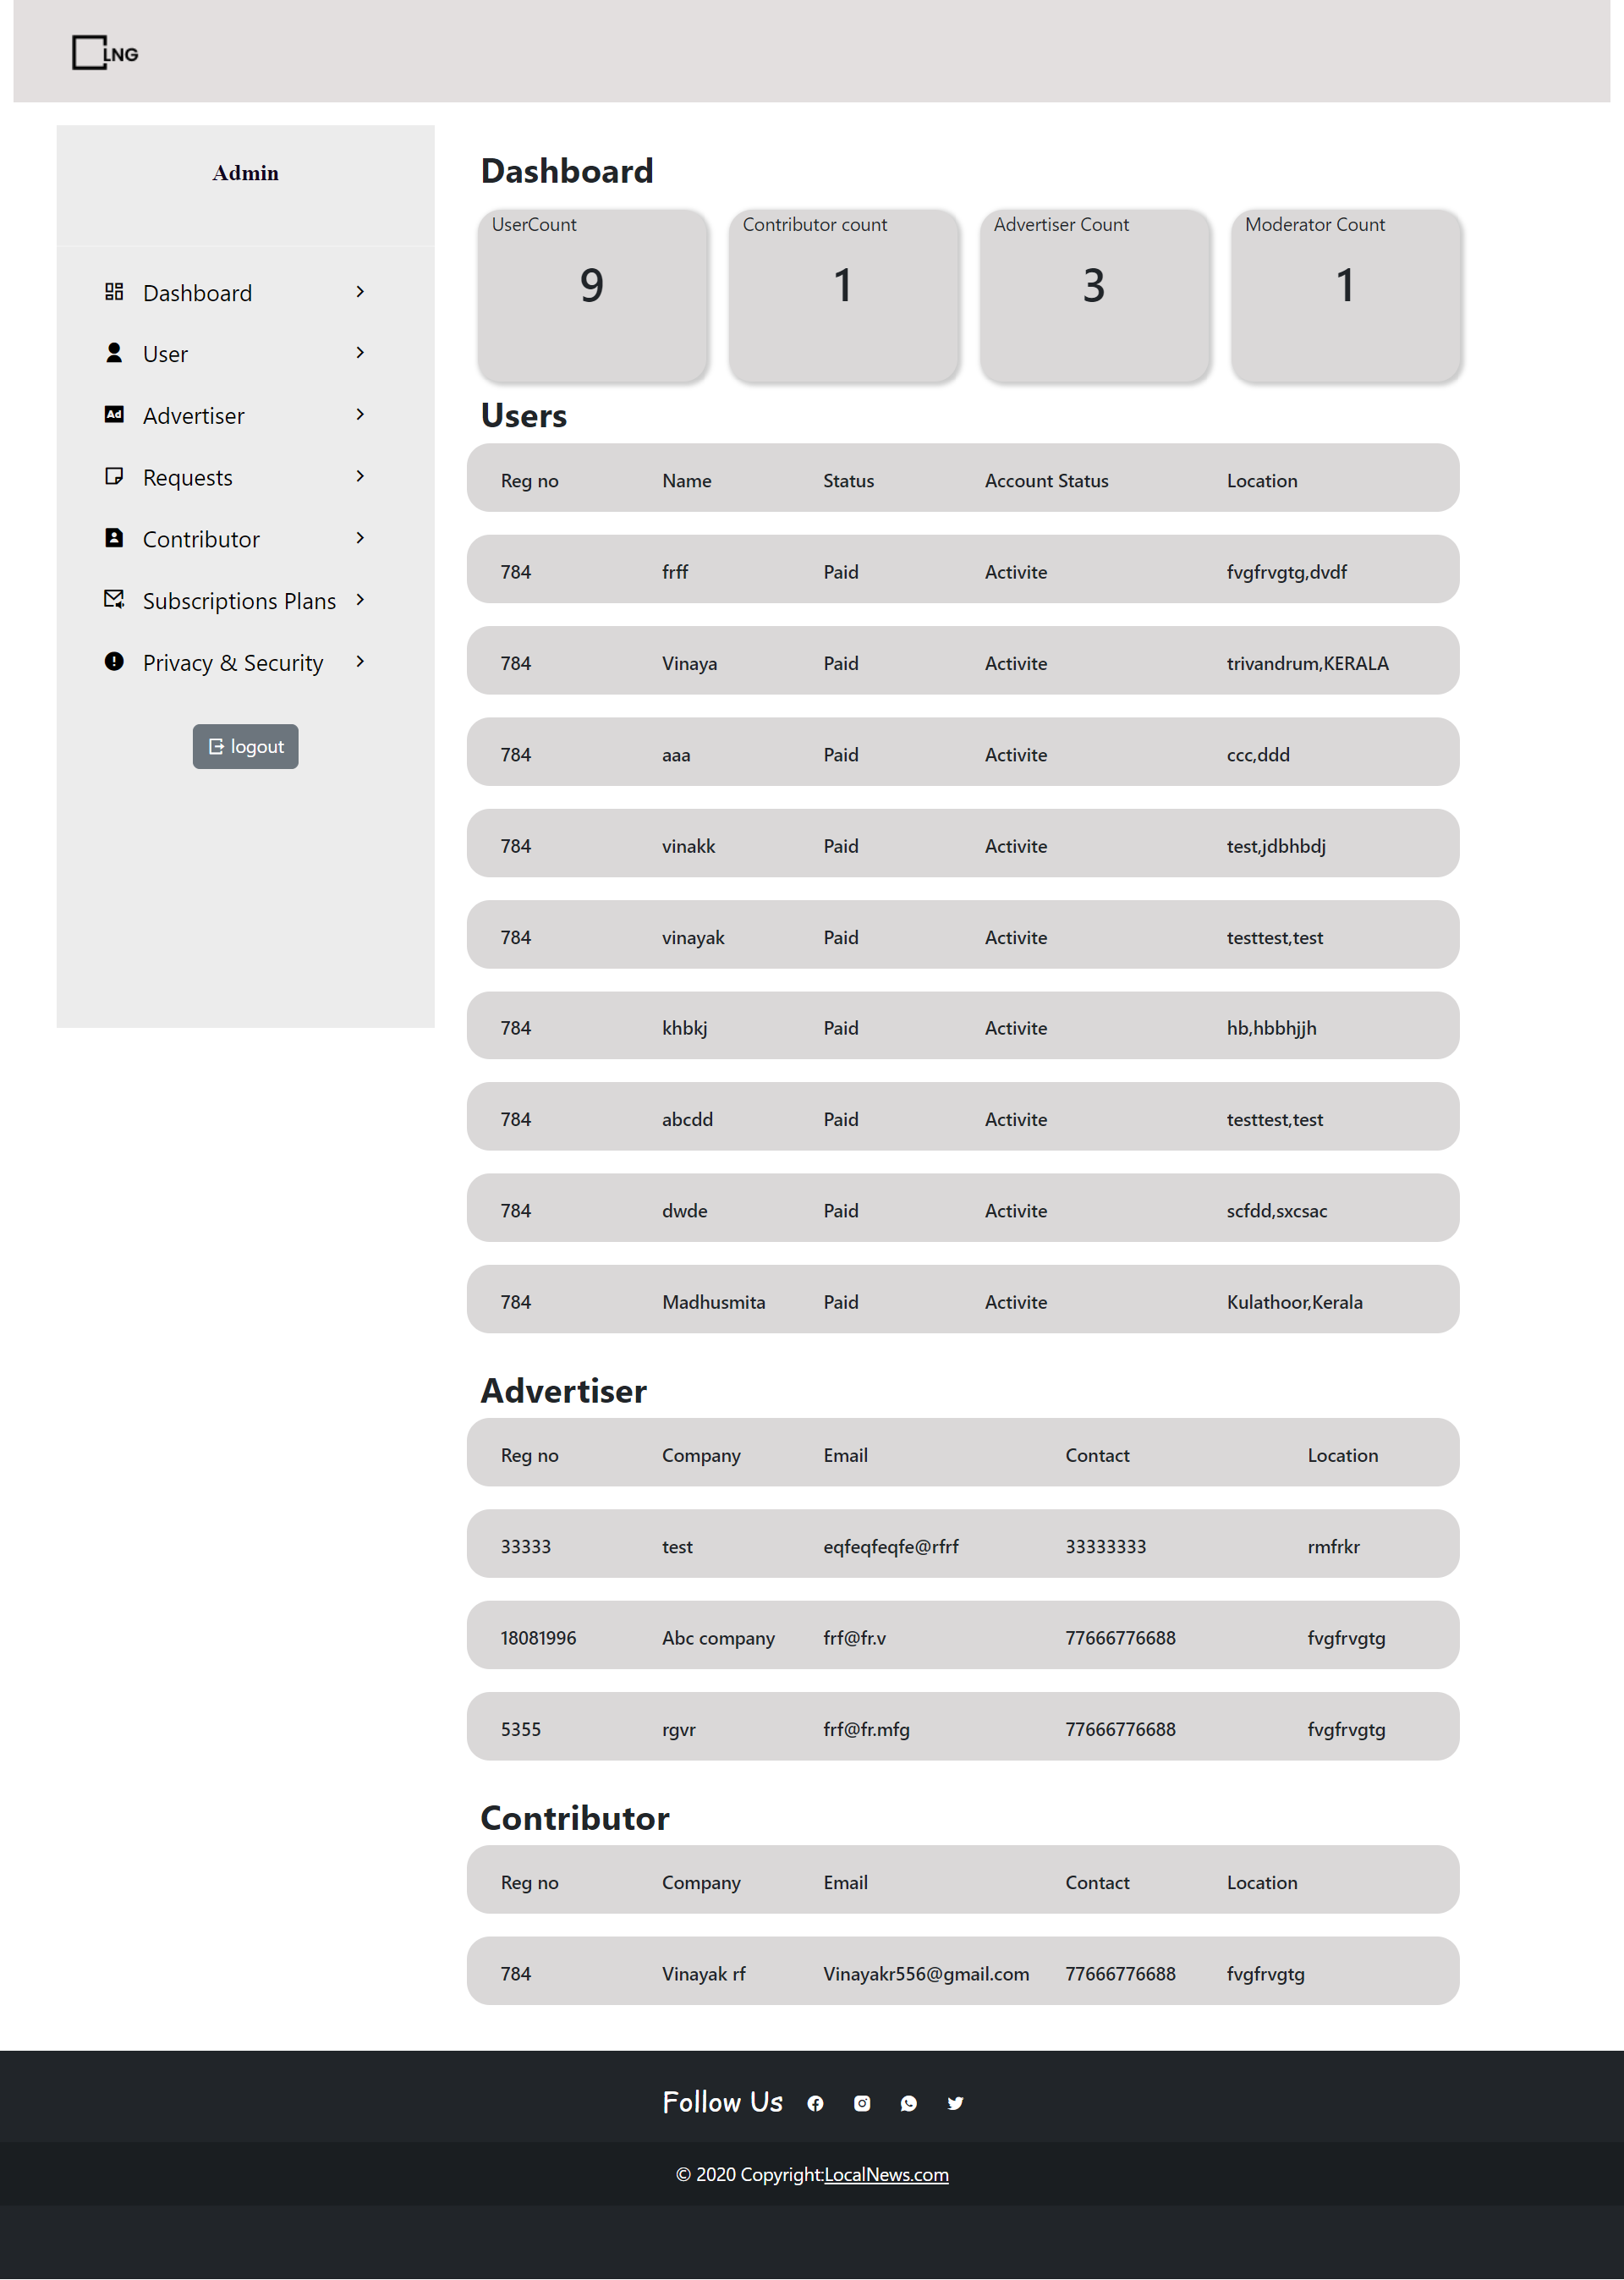 LNG
Admin
Dashboard
User
Ad Advertiser
Requests
Contributor
Subscriptions Plans
Privacy & Security
logout
Dashboard
UserCount Contributor count Advertiser Count Moderator Count
9 1 3 1
Users
Reg no Name Status Account Status Location
784 frff Paid Activite fvgfrvgtg,dvdf
784 Vinaya Paid Activite trivandrum,KERALA
784 aaa Paid Activite ccc,ddd
784 vinakk Paid Activite test,jdbhbdj
784 vinayak Paid Activite testtest,test
784 khbkj Paid Activite hb,hbbhjjh
784 abcdd Paid Activite testtest,test
784 dwde Paid Activite scfdd,sxcsac
784 Madhusmita Paid Activite Kulathoor,Kerala
Advertiser
Reg no Company Email Contact Location
33333 test eqfeqfeqfe@rfrf 33333333 rmfrkr
18081996 Abc company frf@fr.v 77666776688 fvgfrvgtg
5355 rgvr frf@fr.mfg 77666776688 fvgfrvgtg
Contributor
Reg no Company Email Contact Location
784 Vinayak rf Vinayakr556@gmail.com 77666776688 fvgfrvgtg
Follow Us
© 2020 Copyright:LocalNews.com